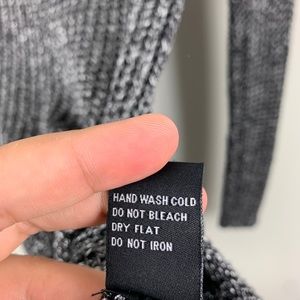 HAND WASH COLD
DO NOT BLEACH
DRY FLAT
DO NOT IRON